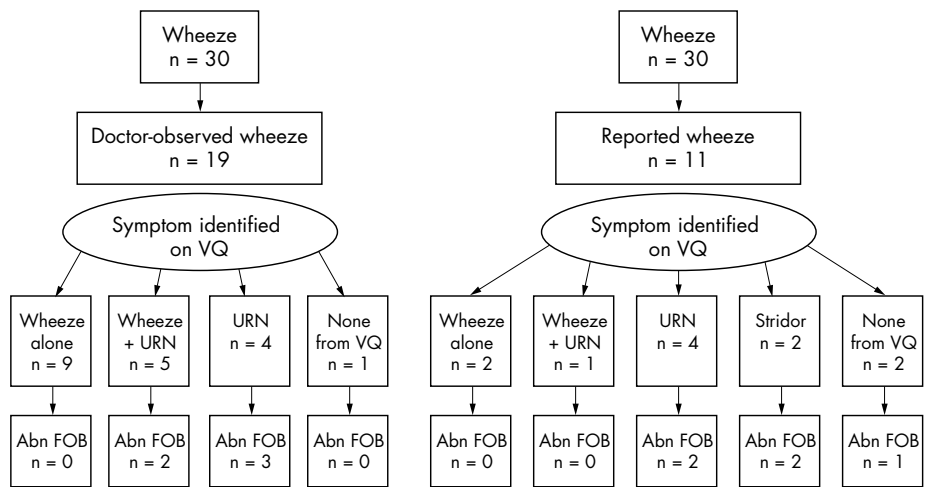 Wheeze
n = 30
Doctor-observed wheeze
n = 19
Symptom identified
on VQ
Wheeze
alone
n = 9
Wheeze
+ URN
n = 5
URN
n = 4
None
from VQ
n = 1
Abn FOB
n = 0
Abn FOB
n = 2
Abn FOB
n = 3
Abn FOB
n = 0
Wheeze
n = 30
Reported wheeze
n = 11
Symptom identified
on VQ
Wheeze
alone
n = 2
Wheeze
+ URN
n = 1
URN
n = 4
Stridor
n = 2
None
from VQ
n = 2
Abn FOB
n = 0
Abn FOB
n = 0
Abn FOB
n = 2
Abn FOB
n = 2
Abn FOB
n = 1